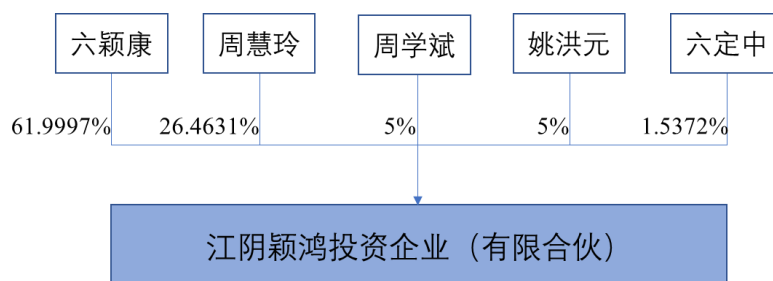 六颖康
周慧玲
周学斌
姚洪元
六定中
61.9997%
26.4631%
5%
5%
1.5372%
江阴颖鸿投资企业（有限合伙）